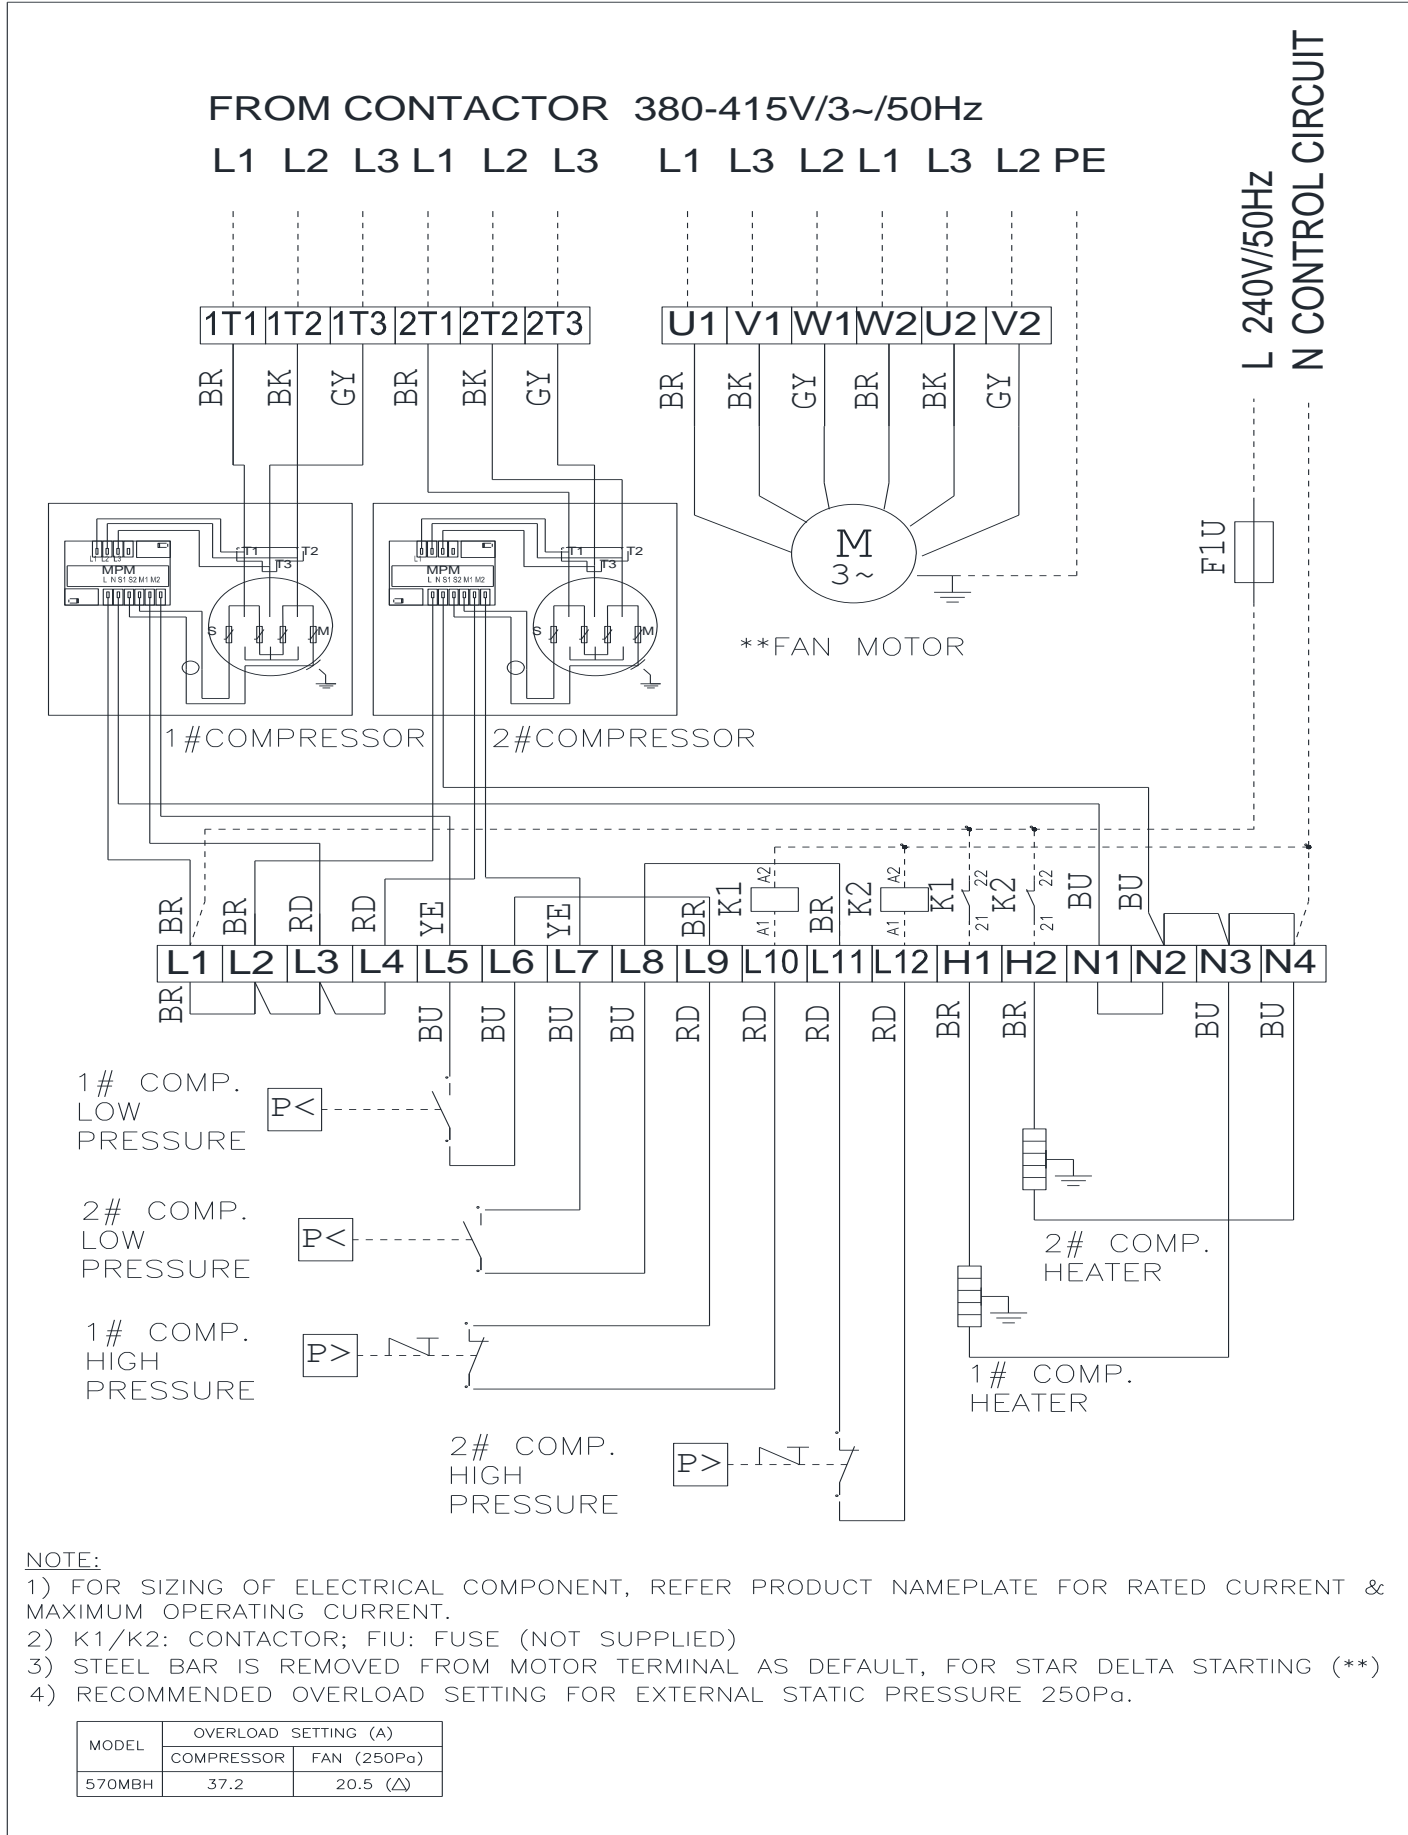 FROM CONTACTOR 380-415V/3~/50Hz
L1 L2 L3 L1 L2 L3 L1 L3 L2 L1 L3 L2 PE
L 240V/50Hz
N CONTROL CIRCUIT
1T1 1T2 1T3 2T1 2T2 2T3 U1 V1 W1 W2 U2 V2
BR BK GY BR BK GY BR BK GY BR BK GY
F1U
M
3~
**FAN MOTOR
L1 L2 L3
MPM
L N S1 S2 M1 M2
T1 T2
T3
S M
L1
MPM
L N S1 S2 M1 M2
T1 T2
T3
S M
1#COMPRESSOR 2#COMPRESSOR
BR BR RD RD YE YE BR K1 A2 A1 BR K2 A2 A1 K1 22 21 K2 22 21 BU BU
L1 L2 L3 L4 L5 L6 L7 L8 L9 L10 L11 L12 H1 H2 N1 N2 N3 N4
BR BU BU BU BU RD RD RD RD BR BR BU BU
1# COMP.
LOW
PRESSURE
P<
2# COMP.
LOW
PRESSURE
P<
2# COMP.
HEATER
1# COMP.
HIGH
PRESSURE
P>
1# COMP.
HEATER
2# COMP.
HIGH
PRESSURE
P>
NOTE:
1) FOR SIZING OF ELECTRICAL COMPONENT, REFER PRODUCT NAMEPLATE FOR RATED CURRENT &
MAXIMUM OPERATING CURRENT.
2) K1/K2: CONTACTOR; FIU: FUSE (NOT SUPPLIED)
3) STEEL BAR IS REMOVED FROM MOTOR TERMINAL AS DEFAULT, FOR STAR DELTA STARTING (**)
4) RECOMMENDED OVERLOAD SETTING FOR EXTERNAL STATIC PRESSURE 250Pa.
MODEL OVERLOAD SETTING (A)
COMPRESSOR FAN (250Pa)
570MBH 37.2 20.5 (△)